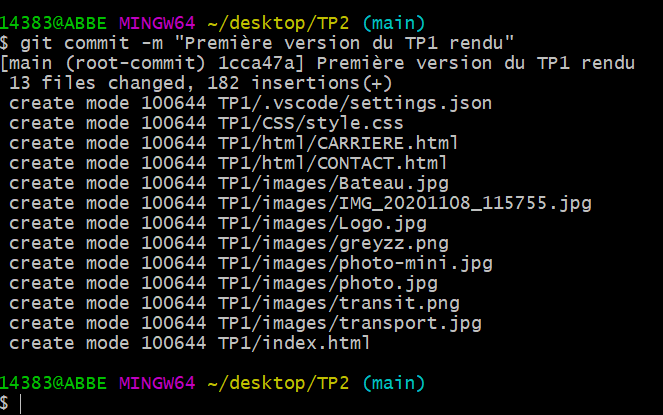 14383@ABBE MINGW64 ~/desktop/TP2 (main)
$ git commit -m "Première version du TP1 rendu"
[main (root-commit) 1cca47a] Première version du TP1 rendu
 13 files changed, 182 insertions(+)
 create mode 100644 TP1/.vscode/settings.json
 create mode 100644 TP1/CSS/style.css
 create mode 100644 TP1/html/CARRIERE.html
 create mode 100644 TP1/html/CONTACT.html
 create mode 100644 TP1/images/Bateau.jpg
 create mode 100644 TP1/images/IMG_20201108_115755.jpg
 create mode 100644 TP1/images/Logo.jpg
 create mode 100644 TP1/images/greyzz.png
 create mode 100644 TP1/images/photo-mini.jpg
 create mode 100644 TP1/images/photo.jpg
 create mode 100644 TP1/images/transit.png
 create mode 100644 TP1/images/transport.jpg
 create mode 100644 TP1/index.html
14383@ABBE MINGW64 ~/desktop/TP2 (main)
$